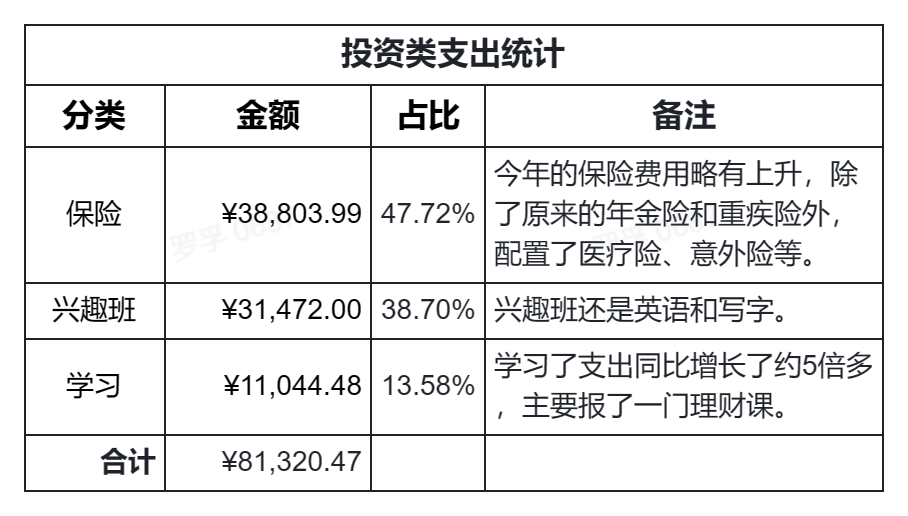 投资类支出统计
分类 金额 占比 备注
保险 ¥38,803.99 47.72% 今年的保险费用略有上升，除
了原来的年金险和重疾险外，
配置了医疗险、意外险等。
兴趣班 ¥31,472.00 38.70% 兴趣班还是英语和写字。
学习 ¥11,044.48 13.58% 学习了支出同比增长了约5倍多
，主要报了一门理财课。
合计 ¥81,320.47